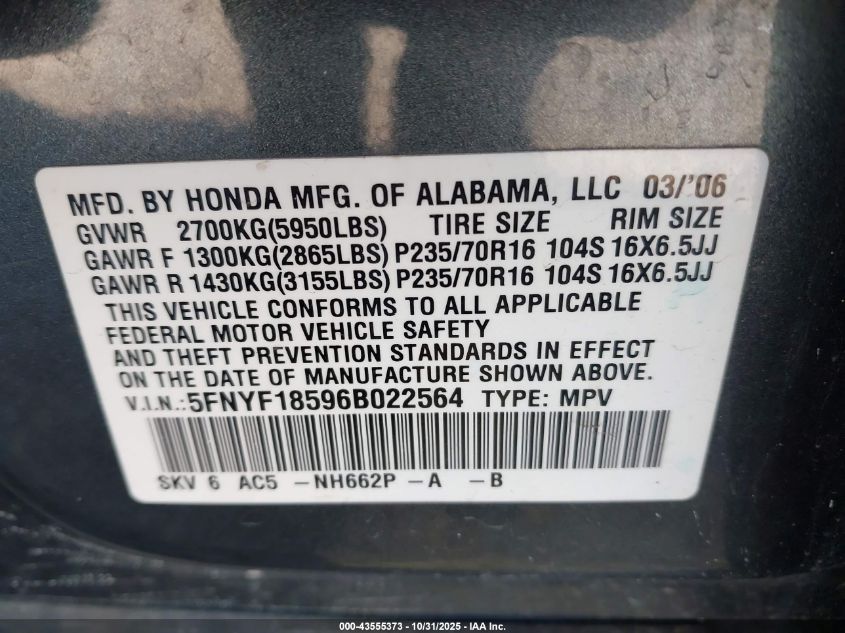 MFD. BY HONDA MFG. OF ALABAMA, LLC 03/'06
GVWR 2700KG(5950LBS) TIRE SIZE RIM SIZE
GAWR F 1300KG(2865LBS) P235/70R16 104S 16X6.5JJ
GAWR R 1430KG(3155LBS) P235/70R16 104S 16X6.5JJ
THIS VEHICLE CONFORMS TO ALL APPLICABLE
FEDERAL MOTOR VEHICLE SAFETY
AND THEFT PREVENTION STANDARDS IN EFFECT
ON THE DATE OF MANUFACTURE SHOWN ABOVE.
V.I.N.:5FNYF18596B022564 TYPE: MPV
SKV 6 AC5 -NH662P -A -B
000-43555373 - 10/31/2025 - IAA Inc.